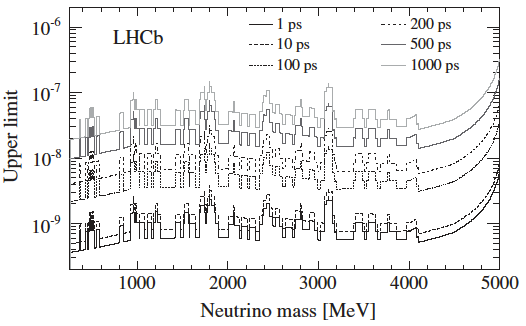 Upper limit
10⁻⁶
10⁻⁷
10⁻⁸
10⁻⁹
LHCb
1 ps
10 ps
100 ps
200 ps
500 ps
1000 ps
1000 2000 3000 4000 5000
Neutrino mass [MeV]